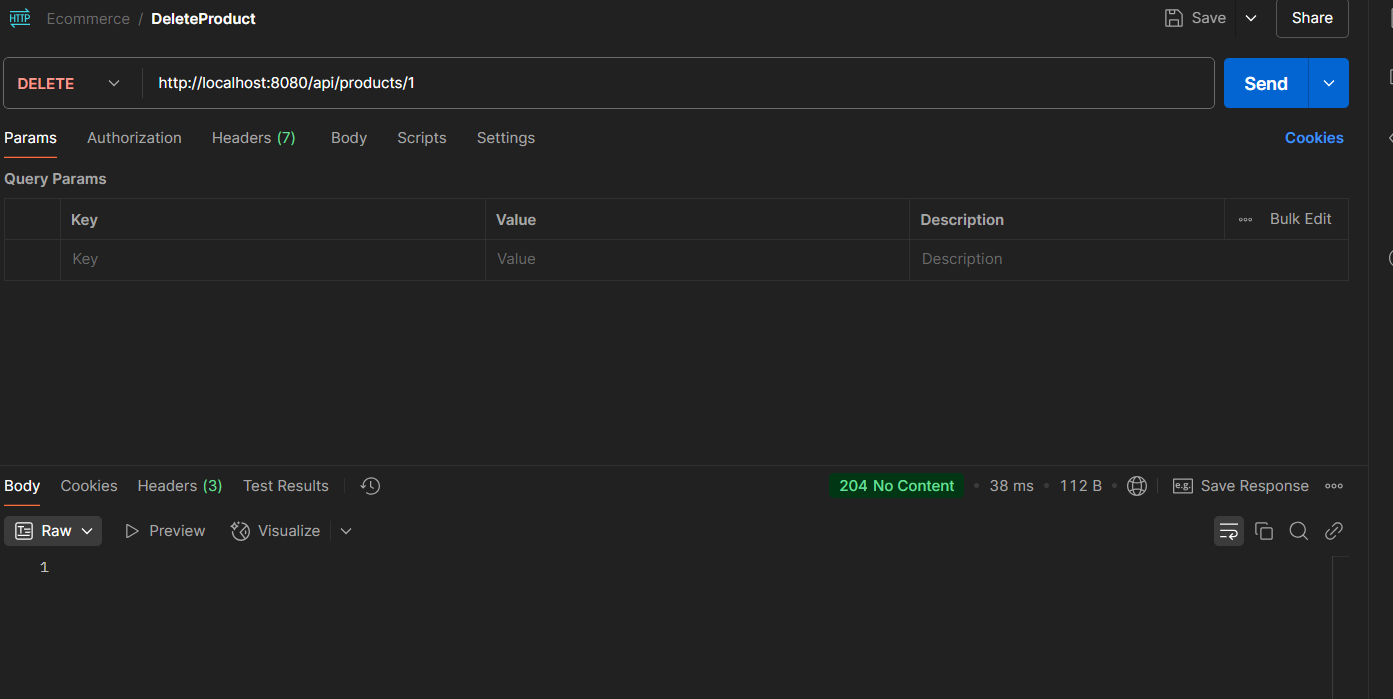 HTTP Ecommerce / DeleteProduct Save Share
DELETE http://localhost:8080/api/products/1 Send
Params Authorization Headers (7) Body Scripts Settings Cookies
Query Params
Key Value Description Bulk Edit
Key Value Description
Body Cookies Headers (3) Test Results 204 No Content • 38 ms • 112 B • e.g. Save Response
Raw Preview Visualize
1